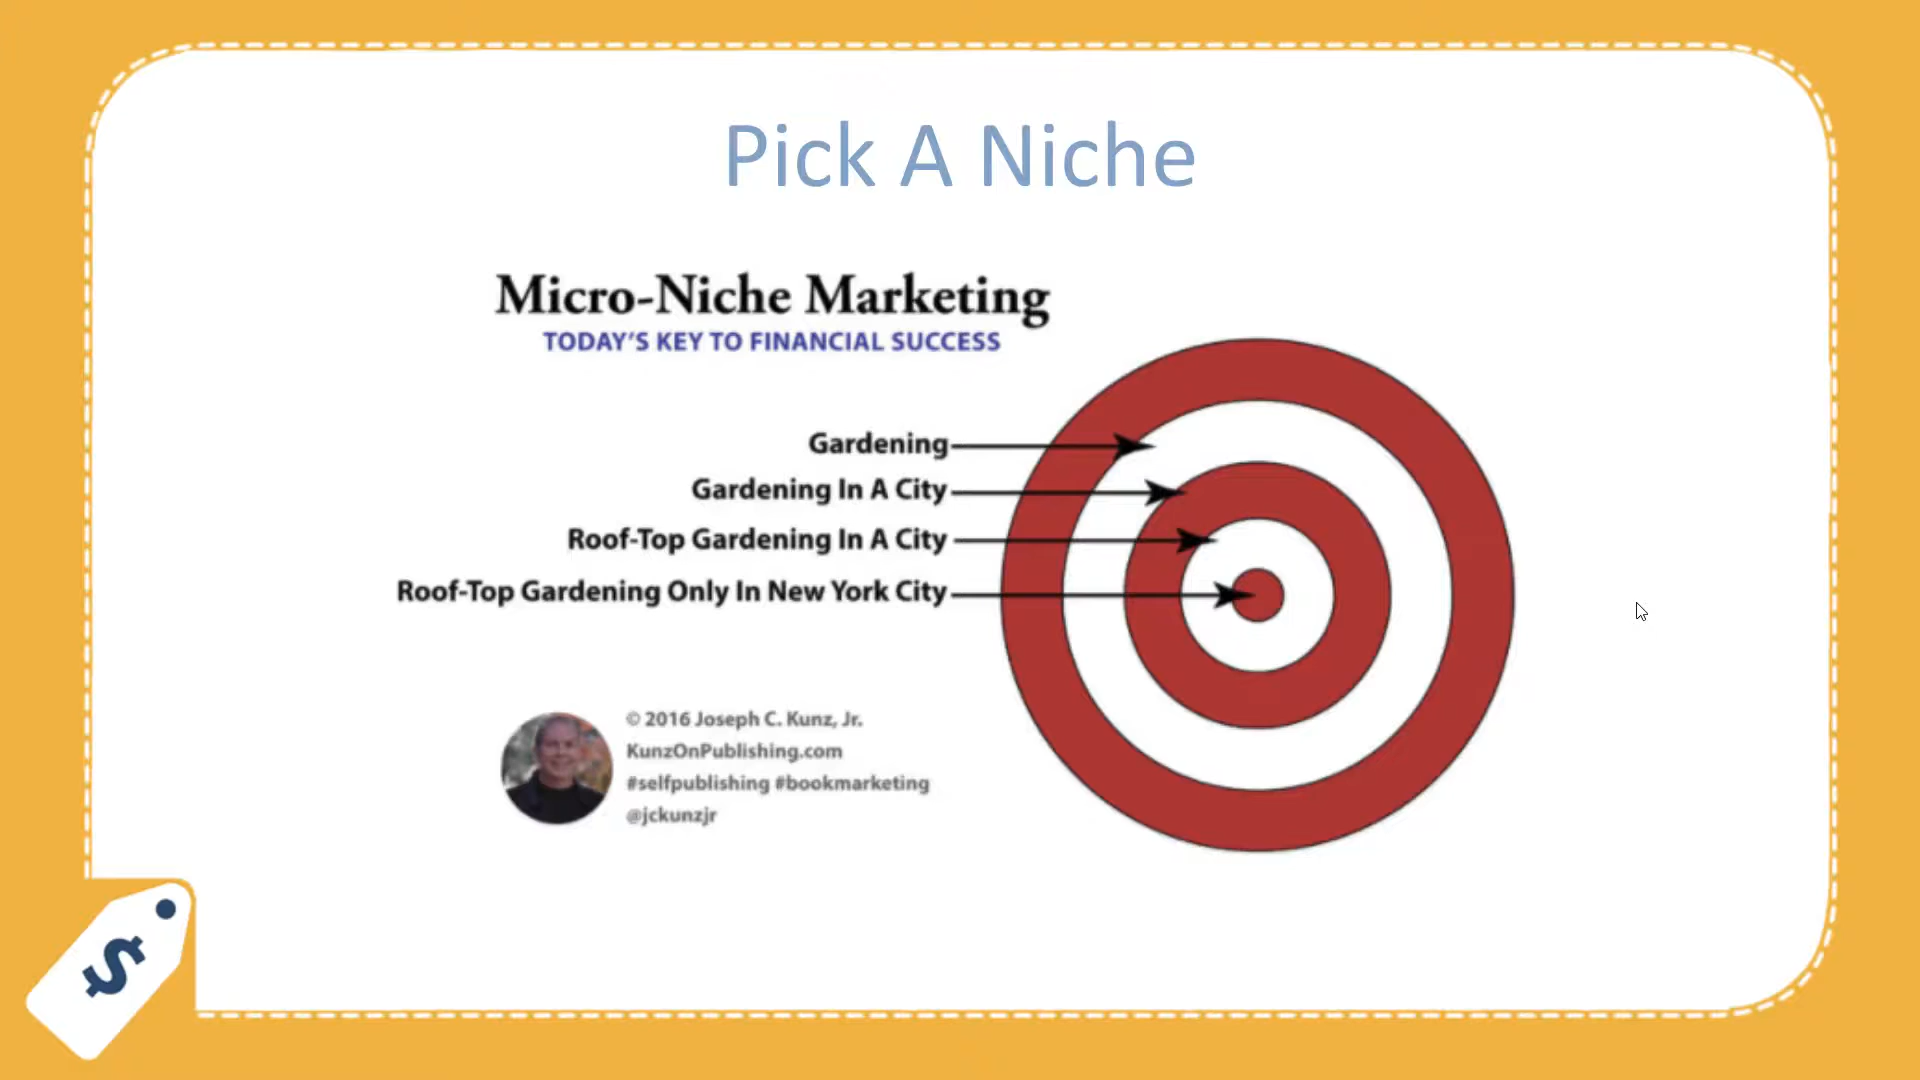 Pick A Niche
Micro-Niche Marketing
TODAY'S KEY TO FINANCIAL SUCCESS
Gardening
Gardening In A City
Roof-Top Gardening In A City
Roof-Top Gardening Only In New York City
© 2016 Joseph C. Kunz, Jr.
KunzOnPublishing.com
#selfpublishing #bookmarketing
@jckunzjr
$